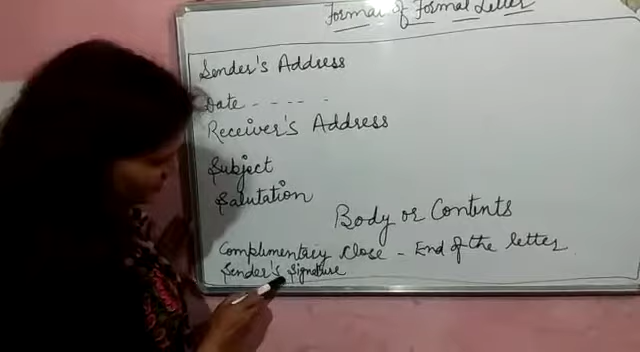 Format of Formal Letter
Sender's Address
Date - - - - -
Receiver's Address
Subject
Salutation
Body or Contents
Complimentary Close - End of the letter
Sender's Signature